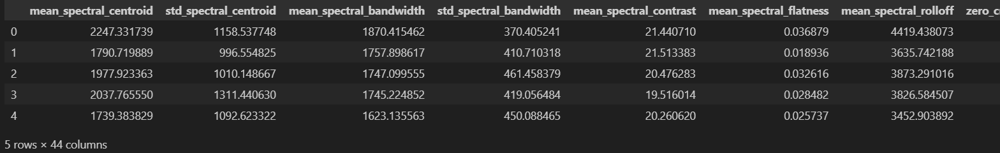 mean_spectral_centroid std_spectral_centroid mean_spectral_bandwidth std_spectral_bandwidth mean_spectral_contrast mean_spectral_flatness mean_spectral_rolloff zero_c
0 2247.331739 1158.537748 1870.415462 370.405241 21.440710 0.036879 4419.438073
1 1790.719889 996.554825 1757.898617 410.710318 21.513383 0.018936 3635.742188
2 1977.923363 1010.148667 1747.099555 461.458379 20.476283 0.032616 3873.291016
3 2037.765550 1311.440630 1745.224852 419.056484 19.516014 0.028482 3826.584507
4 1739.383829 1092.623322 1623.135563 450.088465 20.260620 0.025737 3452.903892
5 rows × 44 columns